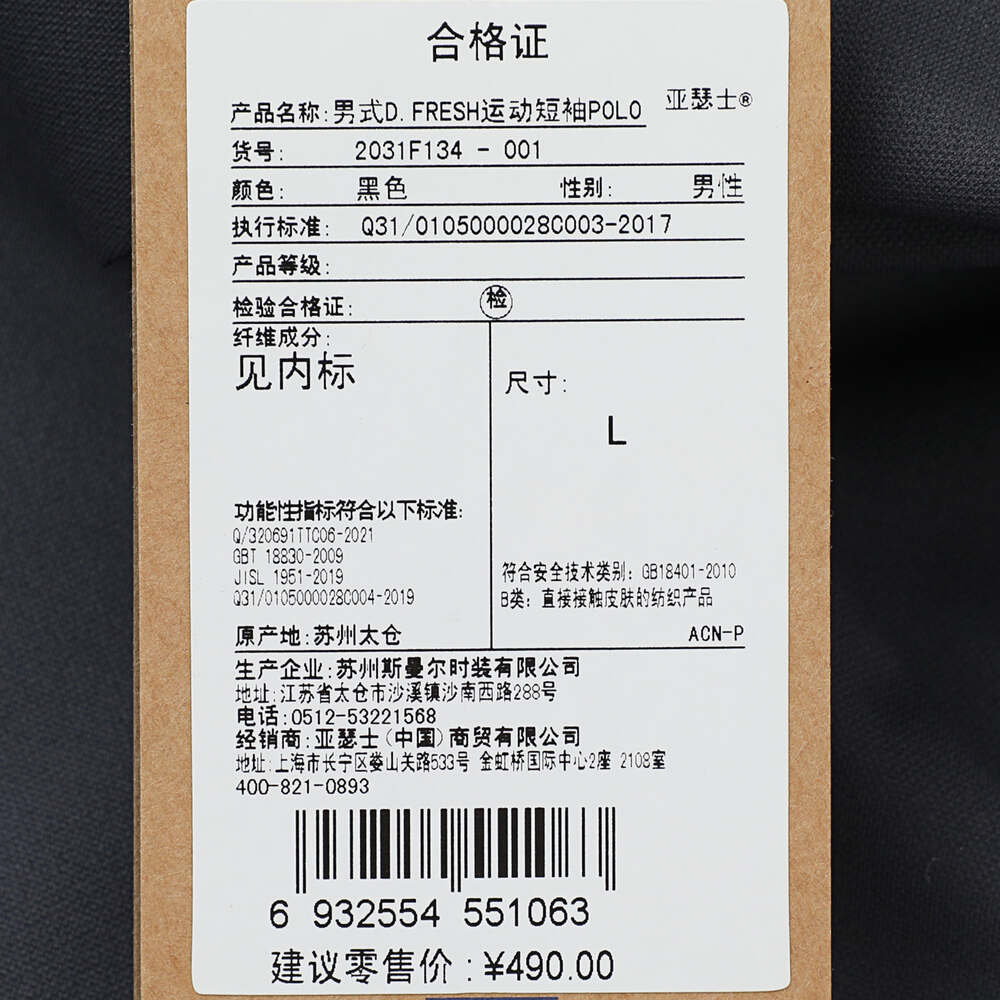 合格证
产品名称:男式D.FRESH运动短袖POLO 亚瑟士®
货号: 2031F134 - 001
颜色: 黑色 性别: 男性
执行标准: Q31/0105000028C003-2017
产品等级:
检验合格证: 检
纤维成分:
见内标
尺寸:
L
功能性指标符合以下标准:
Q/320691TTC06-2021
GBT 18830-2009
JISL 1951-2019
Q31/0105000028C004-2019
符合安全技术类别: GB18401-2010
B类: 直接接触皮肤的纺织产品
原产地:苏州太仓
ACN-P
生产企业:苏州斯曼尔时装有限公司
地址:江苏省太仓市沙溪镇沙南西路288号
电话:0512-53221568
经销商:亚瑟士(中国)商贸有限公司
地址:上海市长宁区娄山关路533号 金虹桥国际中心2座 2108室
400-821-0893
6 932554 551063
建议零售价:¥490.00